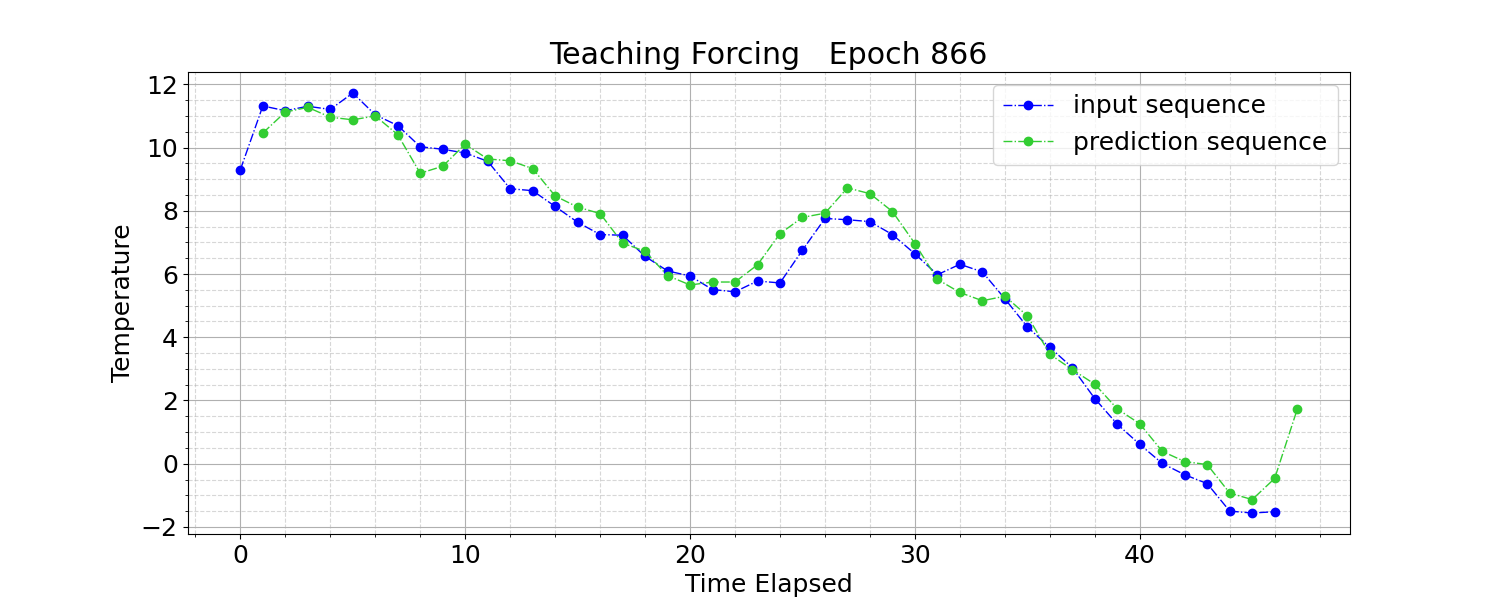 Teaching Forcing   Epoch 866
12
10
8
6
4
2
0
−2
Temperature
input sequence
prediction sequence
0 10 20 30 40
Time Elapsed